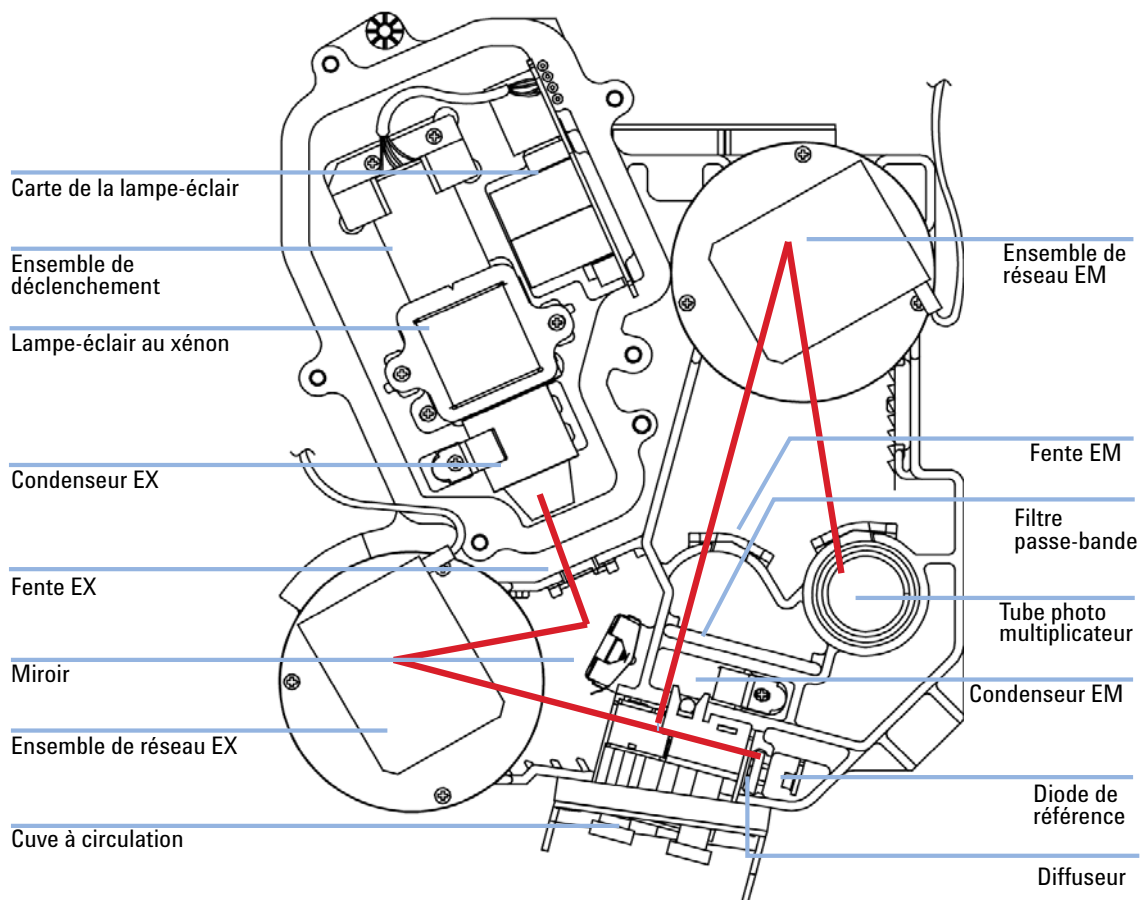 Carte de la lampe-éclair
Ensemble de
déclenchement
Lampe-éclair au xénon
Condenseur EX
Fente EX
Miroir
Ensemble de réseau EX
Cuve à circulation
Ensemble de
réseau EM
Fente EM
Filtre
passe-bande
Tube photo
multiplicateur
Condenseur EM
Diode de
référence
Diffuseur